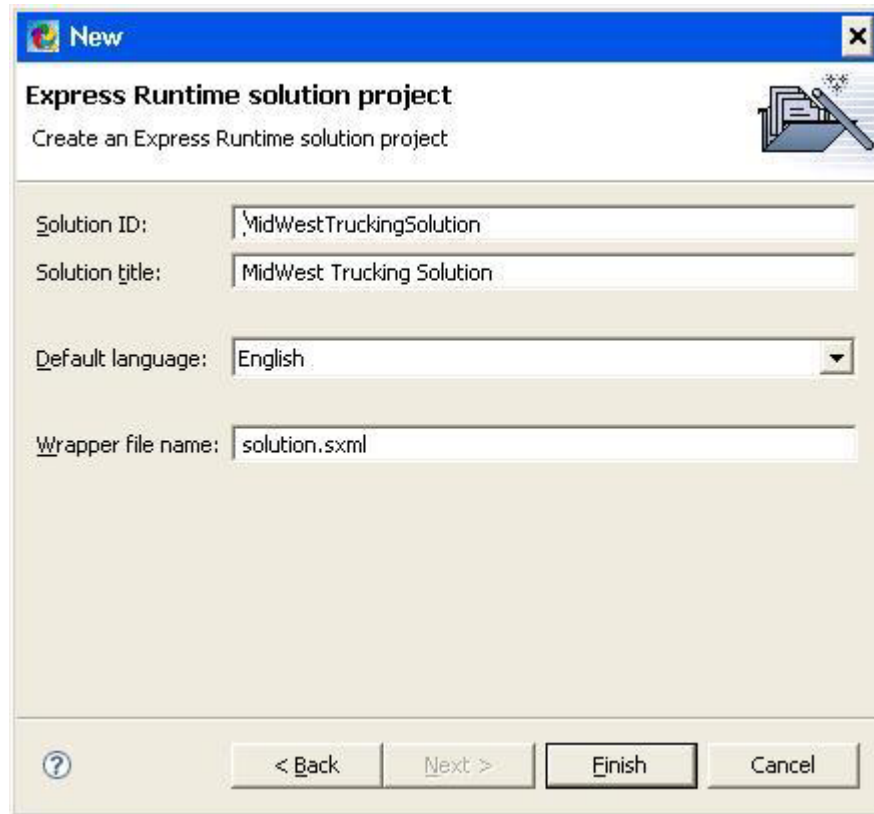 New
Express Runtime solution project
Create an Express Runtime solution project
Solution ID: MidWestTruckingSolution
Solution title: MidWest Trucking Solution
Default language: English
Wrapper file name: solution.sxml
? < Back Next > Finish Cancel